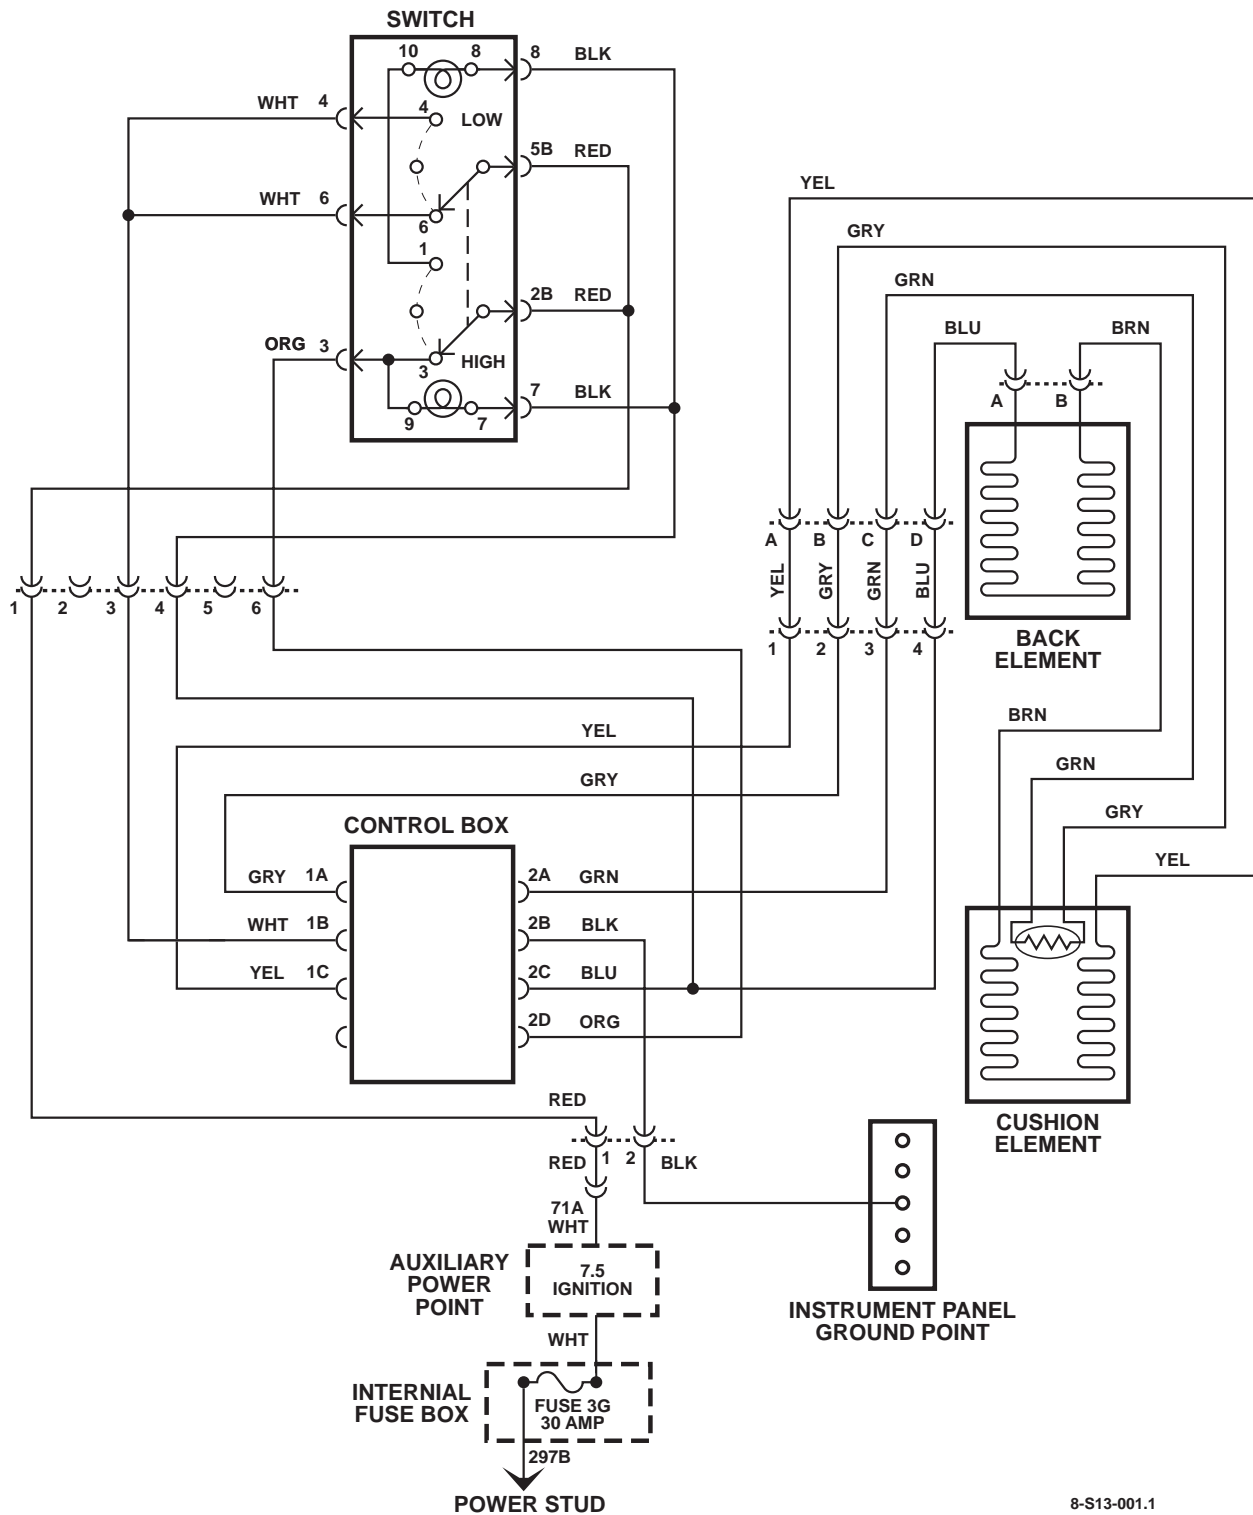 SWITCH
10 8 8 BLK
WHT 4 4 LOW
5B RED
WHT 6 6
1
2B RED
ORG 3 3 HIGH
7 BLK
9 7
YEL
GRY
GRN
BLU BRN
A B
A B C D
YEL GRY GRN BLU
1 2 3 4 5 6
1 2 3 4
BACK
ELEMENT
BRN
GRN
GRY
YEL
YEL
GRY
CONTROL BOX
GRY 1A 2A GRN
WHT 1B 2B BLK
YEL 1C 2C BLU
2D ORG
CUSHION
ELEMENT
RED
RED 1 2 BLK
71A
WHT
AUXILIARY
POWER
POINT
7.5
IGNITION
INSTRUMENT PANEL
GROUND POINT
WHT
INTERNIAL
FUSE BOX
FUSE 3G
30 AMP
297B
POWER STUD
8-S13-001.1